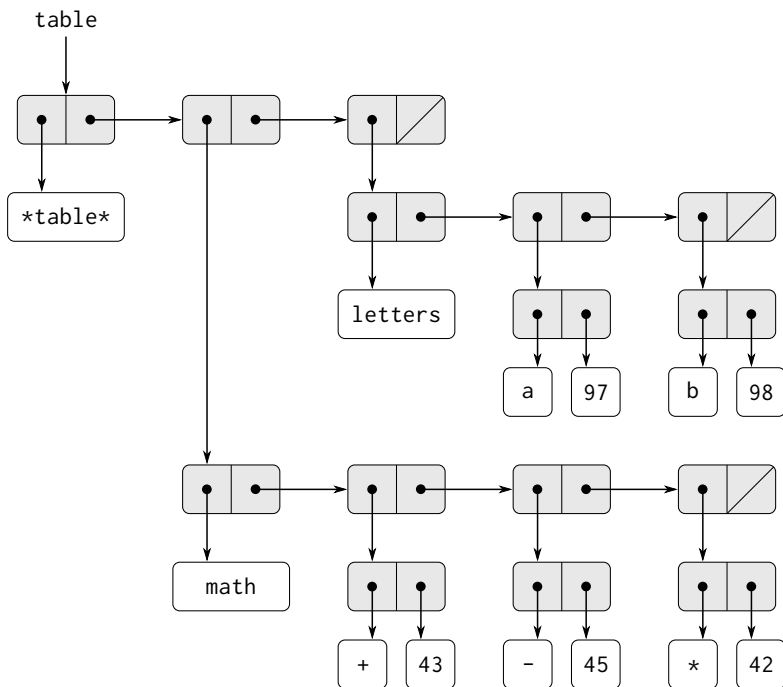 table
*table*
letters
a 97 b 98
math
+ 43 - 45 * 42